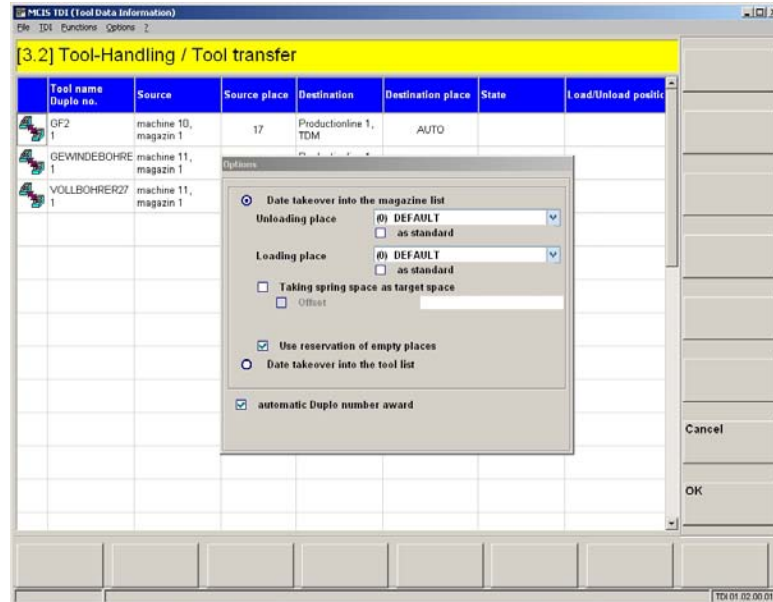 MCIS TDI (Tool Data Information)
File TDI Functions Options ?
[3.2] Tool-Handling / Tool transfer
Tool name
Duplo no.
Source
Source place
Destination
Destination place
State
Load/Unload positic
GF2
1
machine 10,
magazin 1
17
Productionline 1,
TDM
AUTO
GEWINDEBOHRE
1
machine 11,
magazin 1
VOLLBOHRER27
1
machine 11,
magazin 1
Options
Date takeover into the magazine list
Unloading place
(0) DEFAULT
as standard
Loading place
(0) DEFAULT
as standard
Taking spring space as target space
Offset
Use reservation of empty places
Date takeover into the tool list
automatic Duplo number award
Cancel
OK
TDI 01.02.00.01